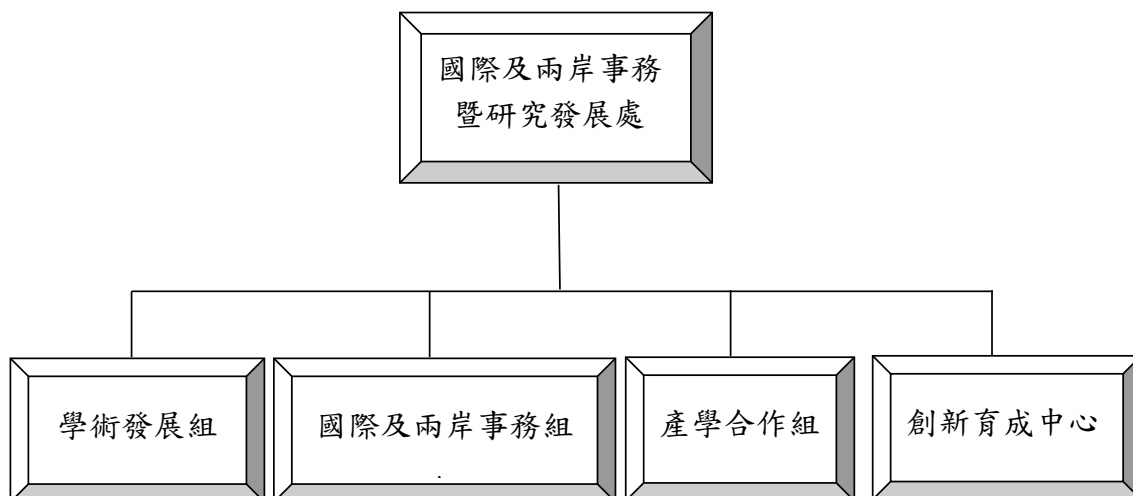 國際及兩岸事務
暨研究發展處
學術發展組
國際及兩岸事務組
產學合作組
創新育成中心
.